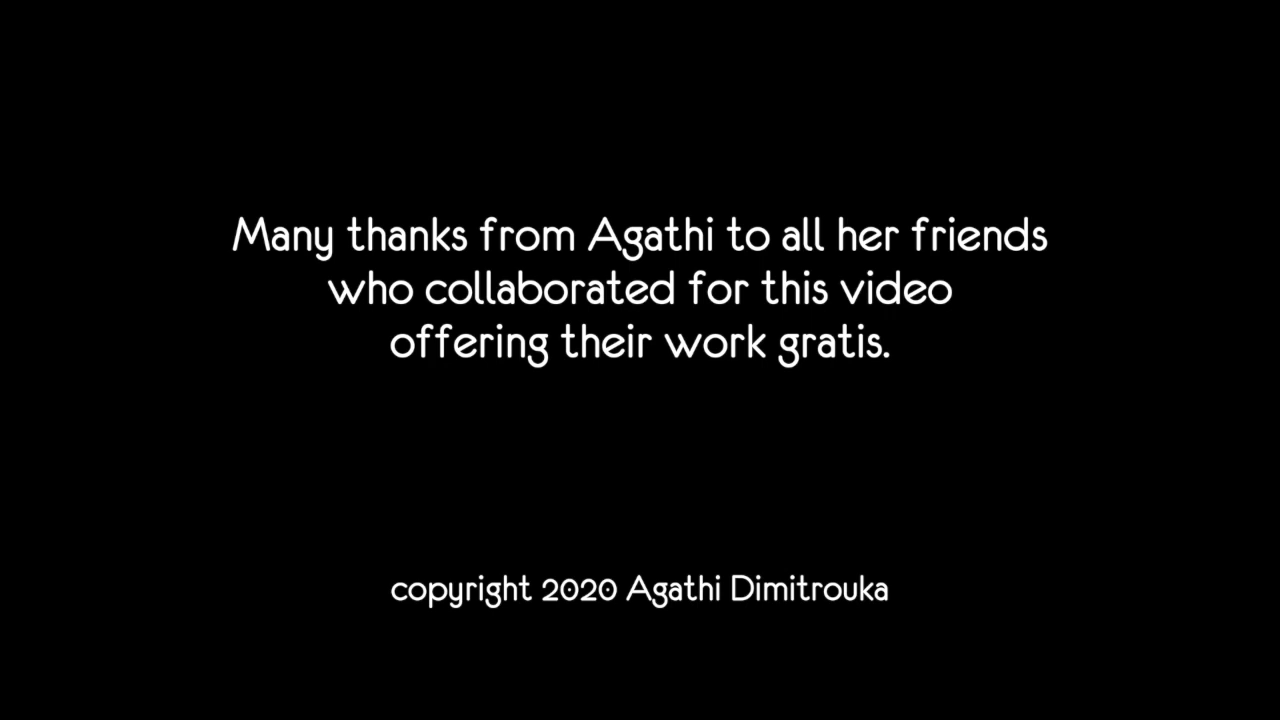 Many thanks from Agathi to all her friends
who collaborated for this video
offering their work gratis.
copyright 2020 Agathi Dimitrouka